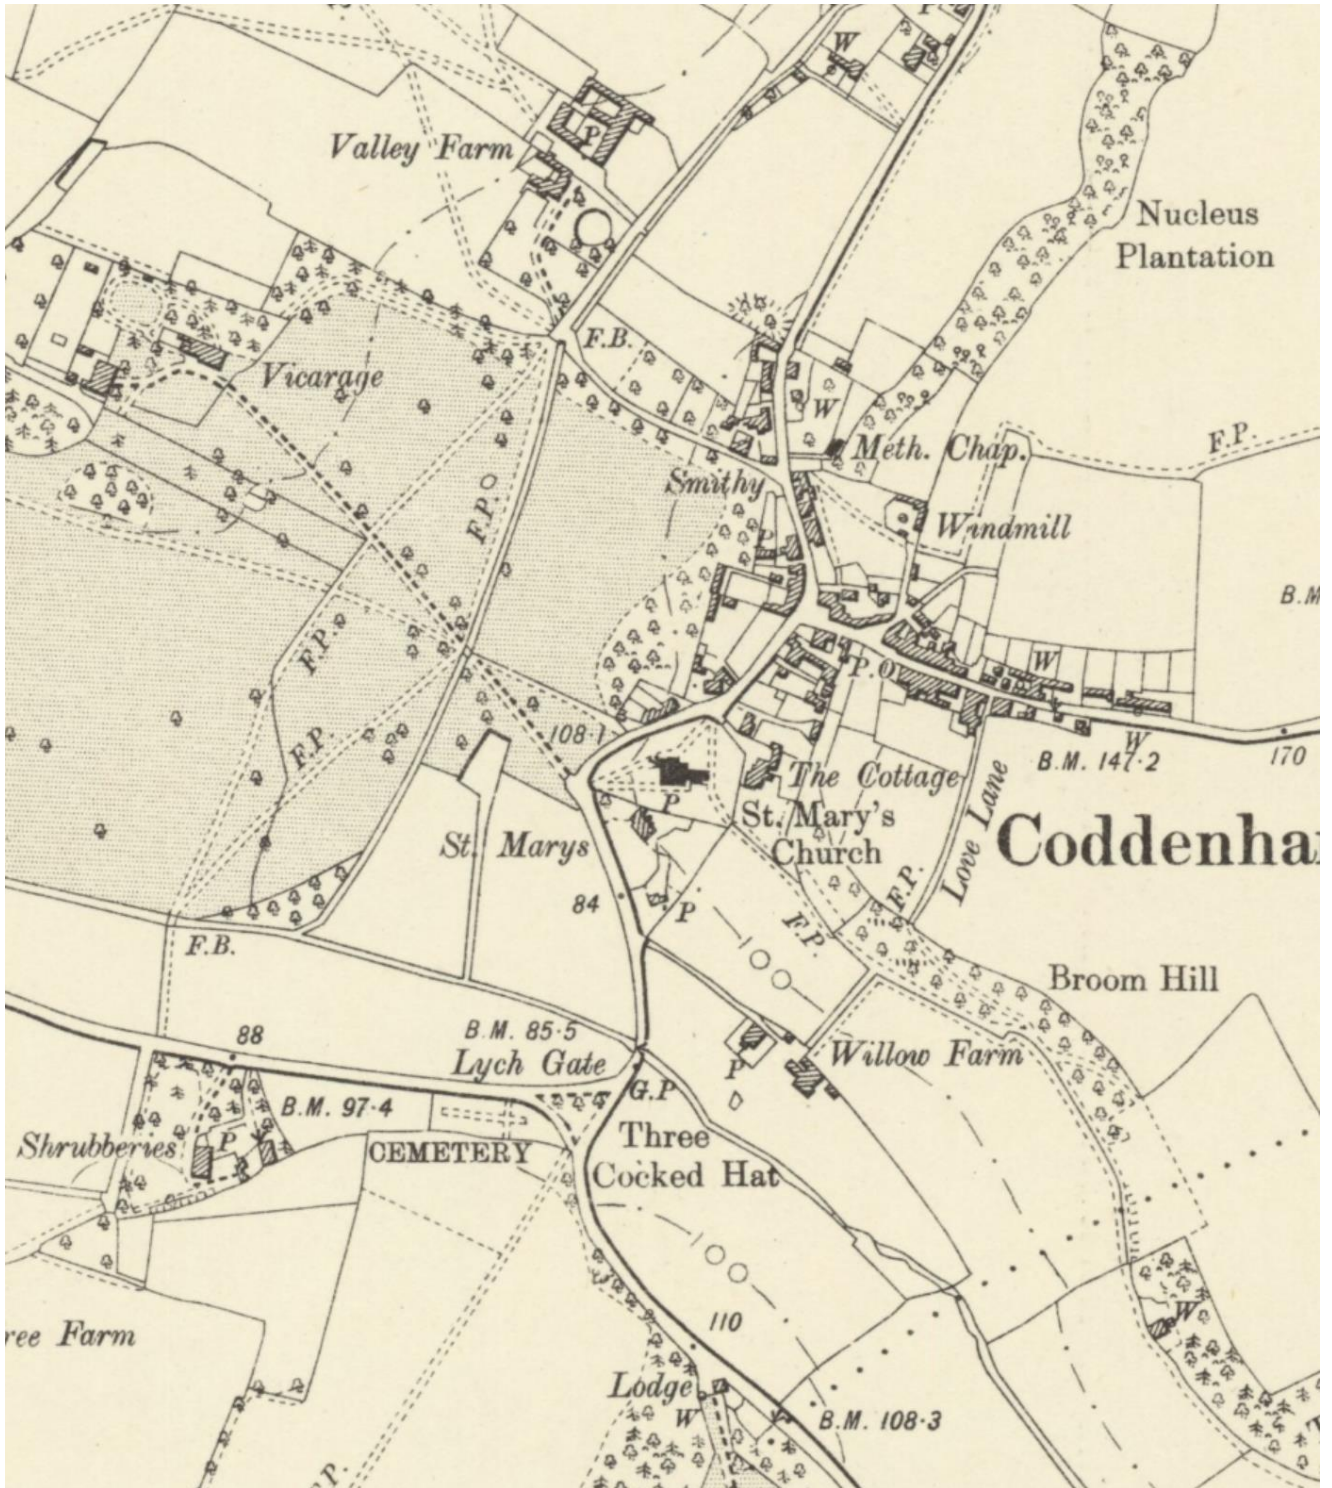 P
W
P
Valley Farm
Nucleus
Plantation
F.B.
Vicarage
W
F.P.
Meth. Chap.
Smithy
F.P.
Windmill
P
B.M
F.P.
P.O
W
F.P.
108·1
W
B.M. 147·2
170
The Cottage
P
St. Mary's
Church
St. Marys
Love Lane
Coddenha
84
P
F.P.
F.P.
F.B.
Broom Hill
B.M. 85·5
88
Lych Gate
Willow Farm
P
G.P
B.M. 97·4
Three
Cocked Hat
Shrubberies
P
CEMETERY
W
110
ree Farm
Lodge
W
B.M. 108·3
F.P.